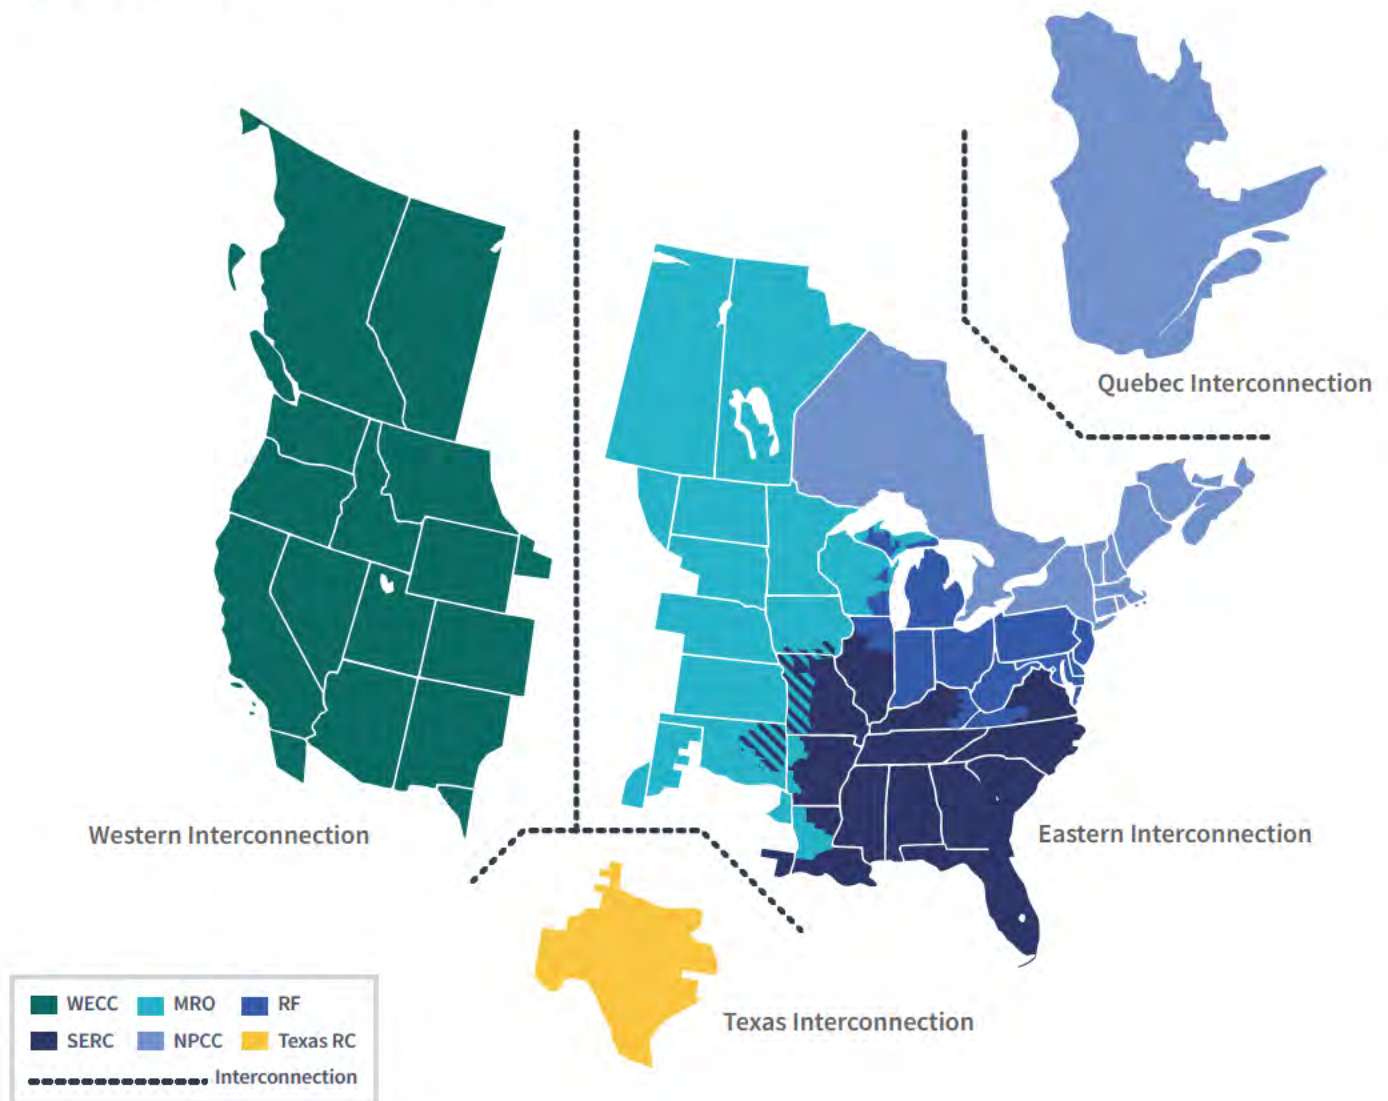 Quebec Interconnection
Western Interconnection
Eastern Interconnection
Texas Interconnection
WECC MRO RF
SERC NPCC Texas RC
Interconnection